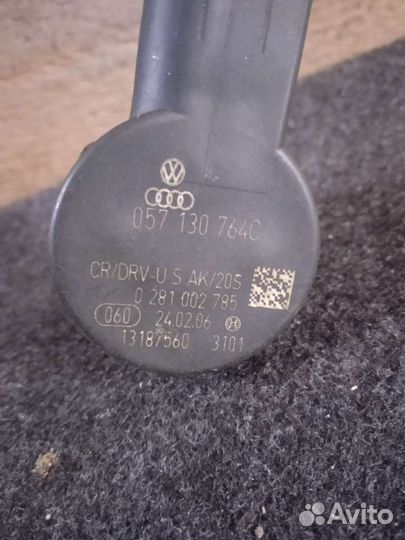 057 130 764C
CR/DRV-U S AK/20S
0 281 002 785
060 24.02.06
13187560 3101
Avito